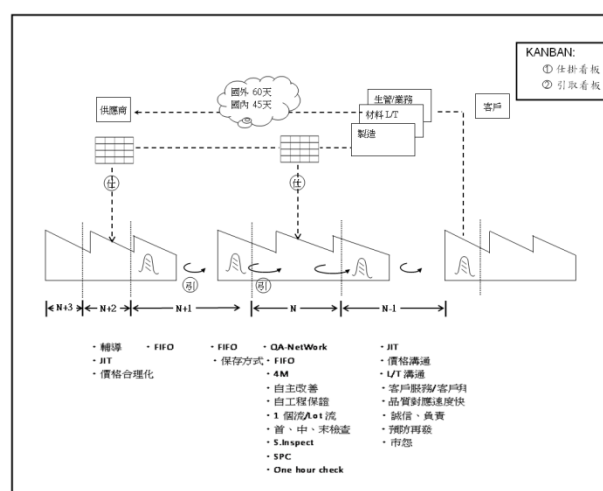 KANBAN:
① 仕掛看板
② 引取看板
國外 60天
國內 45天
供應商
生管/業務
材料 L/T
製造
客戶
仕
仕
引
引
N+3
N+2
N+1
N
N-1
・輔導
・JIT
・價格合理化
・FIFO
・FIFO
・保存方式
・QA-NetWork
・FIFO
・4M
・自主改善
・自工程保證
・1 個流/Lot 流
・首、中、末檢查
・S.Inspect
・SPC
・One hour check
・JIT
・價格溝通
・L/T 溝通
・客戶服務/客戶
・品質對應速度快
・誠信、負責
・預防再發
・市怨